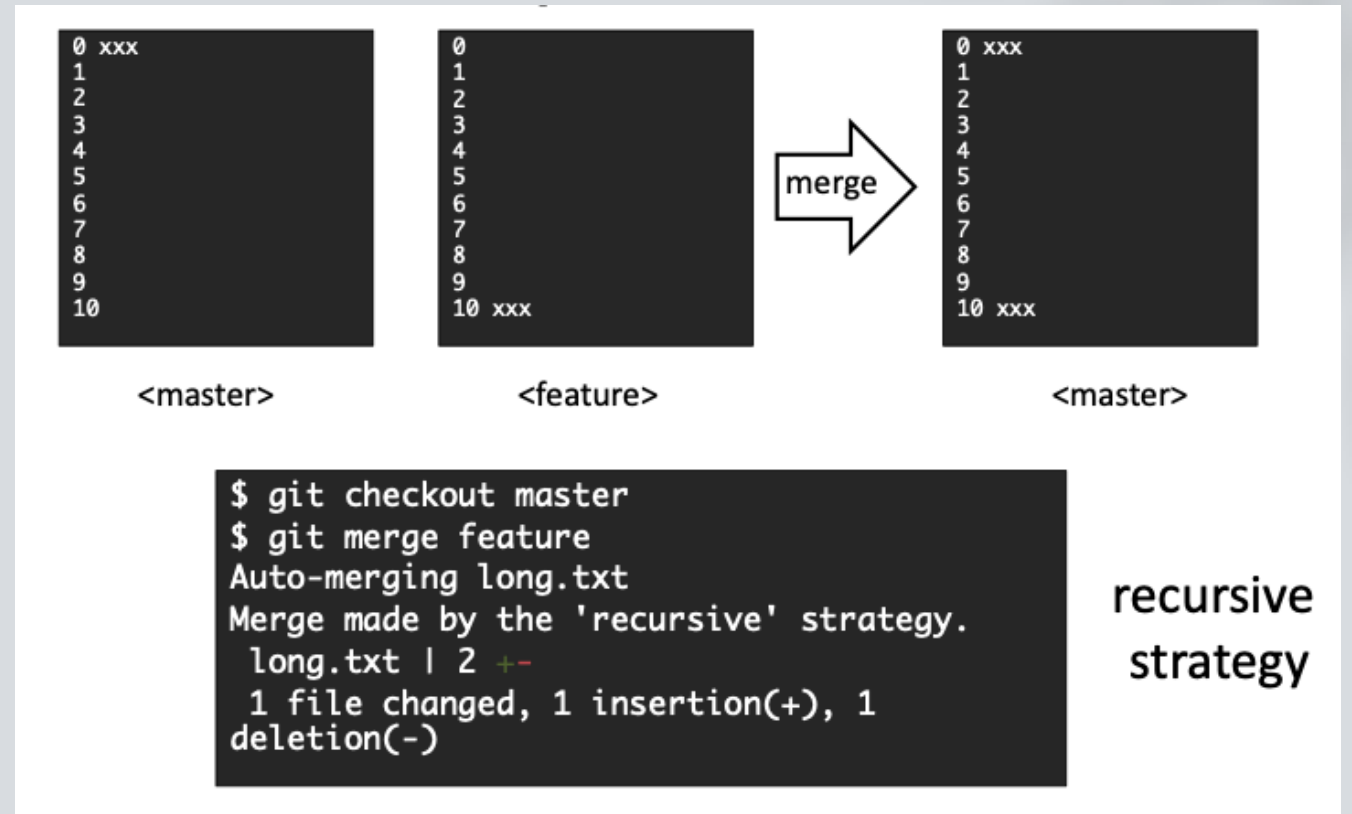 0 xxx
1
2
3
4
5
6
7
8
9
10
<master>
0
1
2
3
4
5
6
7
8
9
10 xxx
<feature>
merge
0 xxx
1
2
3
4
5
6
7
8
9
10 xxx
<master>
$ git checkout master
$ git merge feature
Auto-merging long.txt
Merge made by the 'recursive' strategy.
 long.txt | 2 +-
 1 file changed, 1 insertion(+), 1
deletion(-)
recursive
strategy